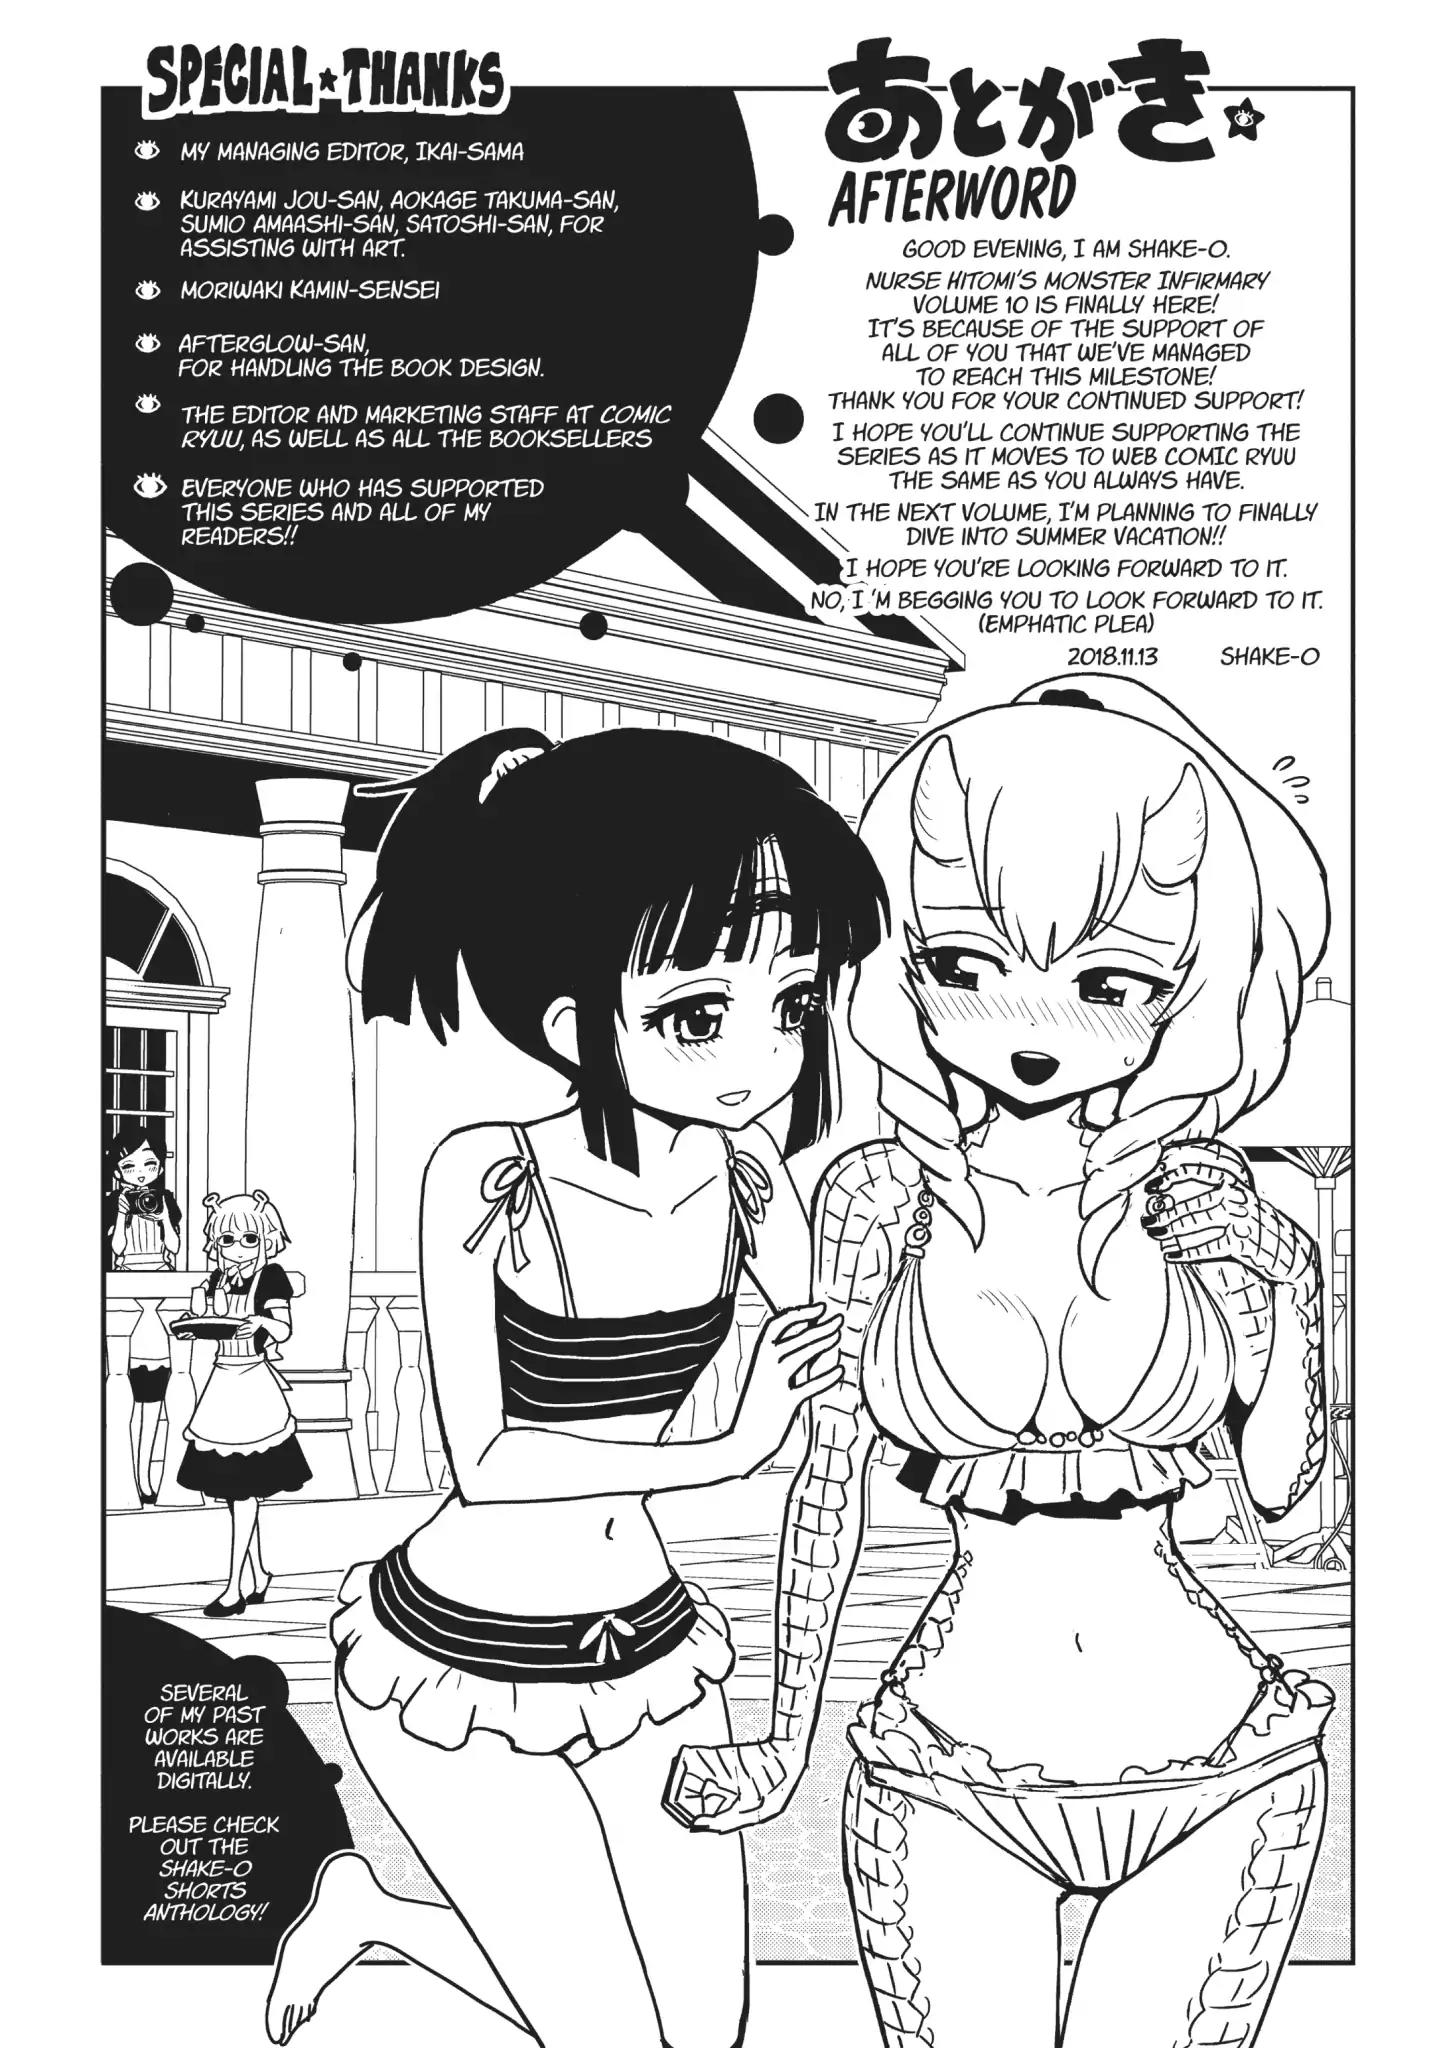 SPECIAL★THANKS
MY MANAGING EDITOR, IKAI-SAMA
KURAYAMI JOU-SAN, AOKAGE TAKUMA-SAN,
SUMIO AMAASHI-SAN, SATOSHI-SAN, FOR
ASSISTING WITH ART.
MORIWAKI KAMIN-SENSEI
AFTERGLOW-SAN,
FOR HANDLING THE BOOK DESIGN.
THE EDITOR AND MARKETING STAFF AT COMIC
RYUU, AS WELL AS ALL THE BOOKSELLERS
EVERYONE WHO HAS SUPPORTED
THIS SERIES AND ALL OF MY
READERS!!
あとがき
AFTERWORD
GOOD EVENING, I AM SHAKE-O.
NURSE HITOMI'S MONSTER INFIRMARY
VOLUME 10 IS FINALLY HERE!
IT'S BECAUSE OF THE SUPPORT OF
ALL OF YOU THAT WE'VE MANAGED
TO REACH THIS MILESTONE!
THANK YOU FOR YOUR CONTINUED SUPPORT!
I HOPE YOU'LL CONTINUE SUPPORTING THE
SERIES AS IT MOVES TO WEB COMIC RYUU
THE SAME AS YOU ALWAYS HAVE.
IN THE NEXT VOLUME, I'M PLANNING TO FINALLY
DIVE INTO SUMMER VACATION!!
I HOPE YOU'RE LOOKING FORWARD TO IT.
NO, I 'M BEGGING YOU TO LOOK FORWARD TO IT.
(EMPHATIC PLEA)
2018.11.13 SHAKE-O
SEVERAL
OF MY PAST
WORKS ARE
AVAILABLE
DIGITALLY.
PLEASE CHECK
OUT THE
SHAKE-O
SHORTS
ANTHOLOGY!